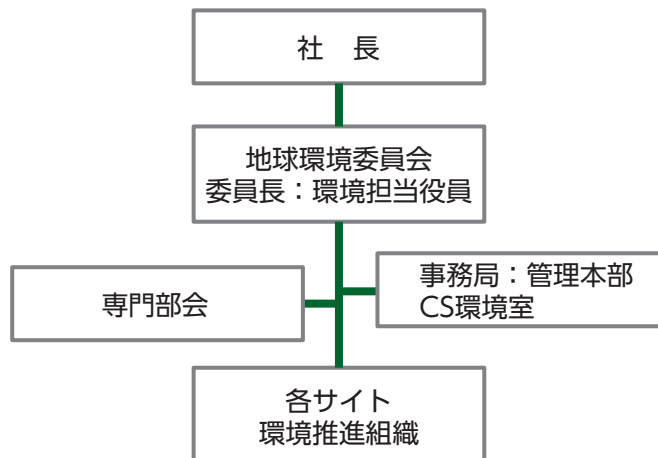 社　長
地球環境委員会
委員長：環境担当役員
事務局：管理本部
CS環境室
専門部会
各サイト
環境推進組織